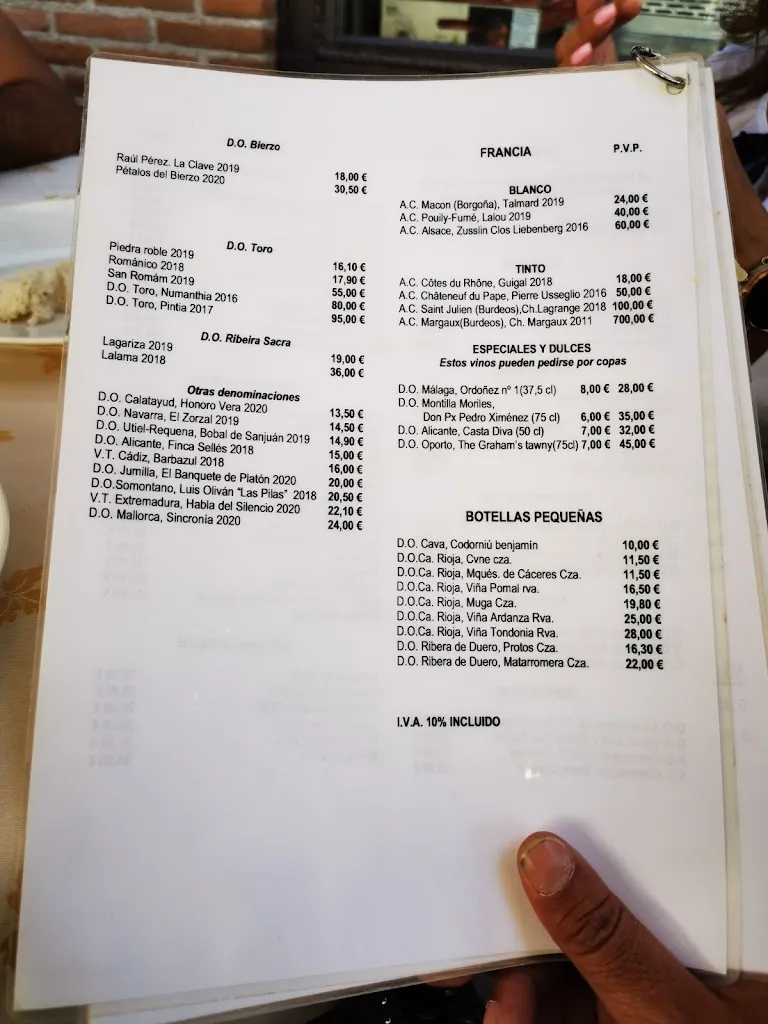 D.O. Bierzo
Raúl Pérez. La Clave 2019 18,00 €
Pétalos del Bierzo 2020 30,50 €
D.O. Toro
Piedra roble 2019 16,10 €
Románico 2018 17,90 €
San Romám 2019 55,00 €
D.O. Toro, Numanthia 2016 80,00 €
D.O. Toro, Pintia 2017 95,00 €
D.O. Ribeira Sacra
Lagariza 2019 19,00 €
Lalama 2018 36,00 €
Otras denominaciones
D.O. Calatayud, Honoro Vera 2020 13,50 €
D.O. Navarra, El Zorzal 2019 14,50 €
D.O. Utiel-Requena, Bobal de Sanjuán 2019 14,90 €
D.O. Alicante, Finca Sellés 2018 15,00 €
V.T. Cádiz, Barbazul 2018 16,00 €
D.O. Jumilla, El Banquete de Platón 2020 20,00 €
D.O.Somontano, Luis Oliván "Las Pilas" 2018 20,50 €
V.T. Extremadura, Habla del Silencio 2020 22,10 €
D.O. Mallorca, Sincronía 2020 24,00 €
FRANCIA P.V.P.
BLANCO
A.C. Macon (Borgoña), Talmard 2019 24,00 €
A.C. Pouily-Fumé, Lalou 2019 40,00 €
A.C. Alsace, Zusslin Clos Liebenberg 2016 60,00 €
TINTO
A.C. Côtes du Rhône, Guigal 2018 18,00 €
A.C. Châteneuf du Pape, Pierre Usseglio 2016 50,00 €
A.C. Saint Julien (Burdeos),Ch.Lagrange 2018 100,00 €
A.C. Margaux(Burdeos), Ch. Margaux 2011 700,00 €
ESPECIALES Y DULCES
Estos vinos pueden pedirse por copas
D.O. Málaga, Ordoñez nº 1(37,5 cl) 8,00 € 28,00 €
D.O. Montilla Moriles,
Don Px Pedro Ximénez (75 cl) 6,00 € 35,00 €
D.O. Alicante, Casta Diva (50 cl) 7,00 € 32,00 €
D.O. Oporto, The Graham's tawny(75cl) 7,00 € 45,00 €
BOTELLAS PEQUEÑAS
D.O. Cava, Codorniú benjamín 10,00 €
D.O.Ca. Rioja, Cvne cza. 11,50 €
D.O.Ca. Rioja, Mqués. de Cáceres Cza. 11,50 €
D.O.Ca. Rioja, Viña Pomal rva. 16,50 €
D.O.Ca. Rioja, Muga Cza. 19,80 €
D.O.Ca. Rioja, Viña Ardanza Rva. 25,00 €
D.O.Ca. Rioja, Viña Tondonia Rva. 28,00 €
D.O. Ribera de Duero, Protos Cza. 16,30 €
D.O. Ribera de Duero, Matarromera Cza. 22,00 €
I.V.A. 10% INCLUIDO